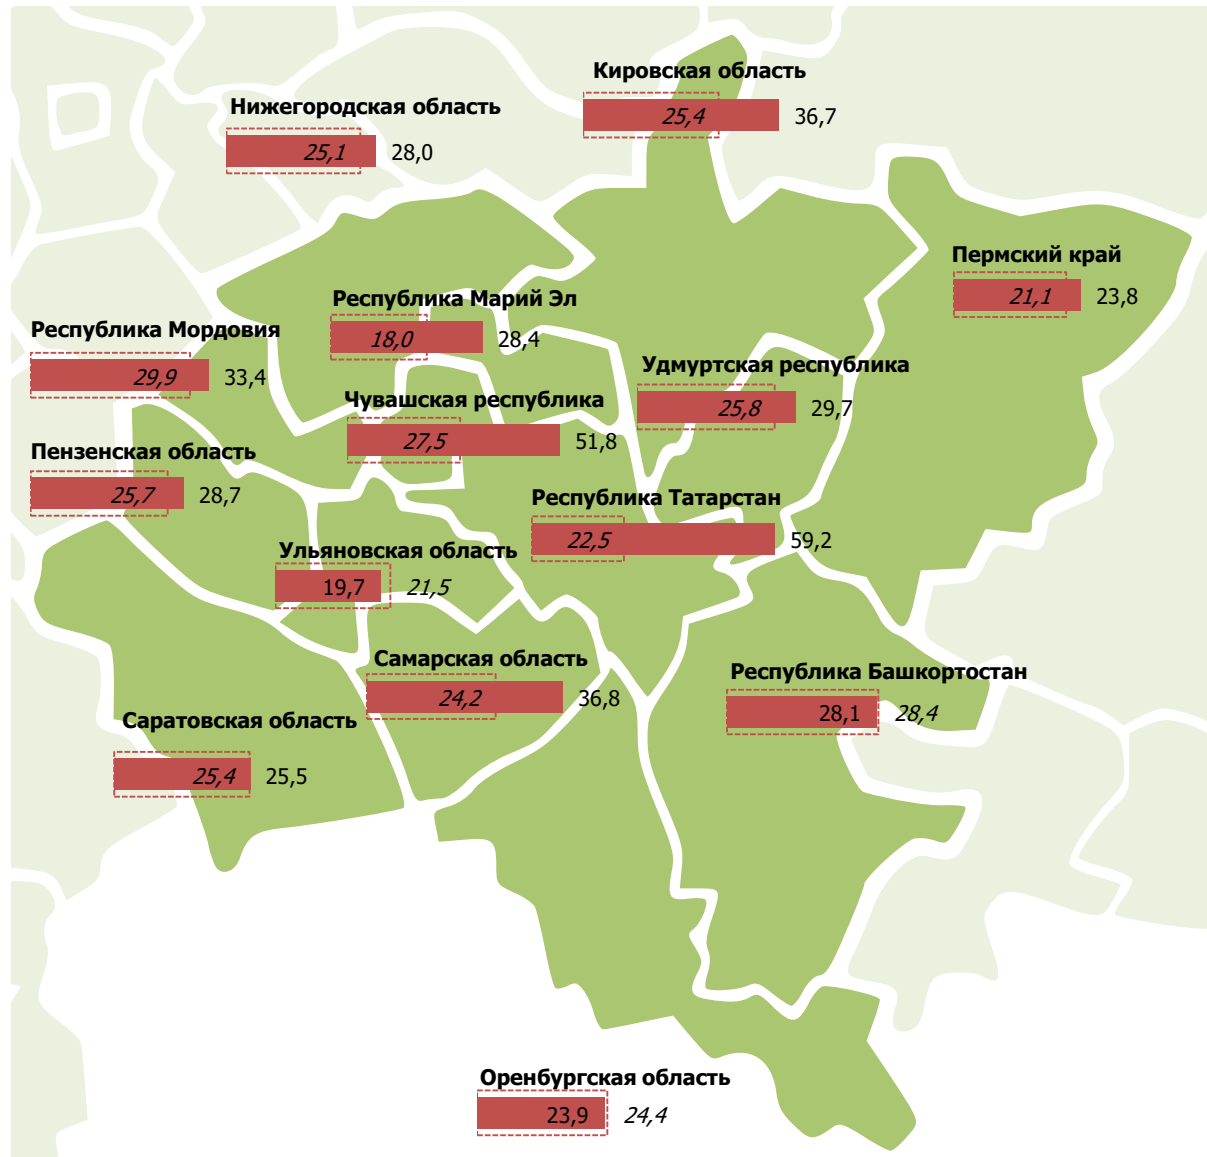 Кировская область
25,4 36,7
Нижегородская область
25,1 28,0
Пермский край
21,1 23,8
Республика Марий Эл
18,0 28,4
Республика Мордовия
29,9 33,4
Удмуртская республика
25,8 29,7
Чувашская республика
27,5 51,8
Пензенская область
25,7 28,7
Республика Татарстан
22,5 59,2
Ульяновская область
19,7 21,5
Самарская область
24,2 36,8
Республика Башкортостан
28,1 28,4
Саратовская область
25,4 25,5
Оренбургская область
23,9 24,4